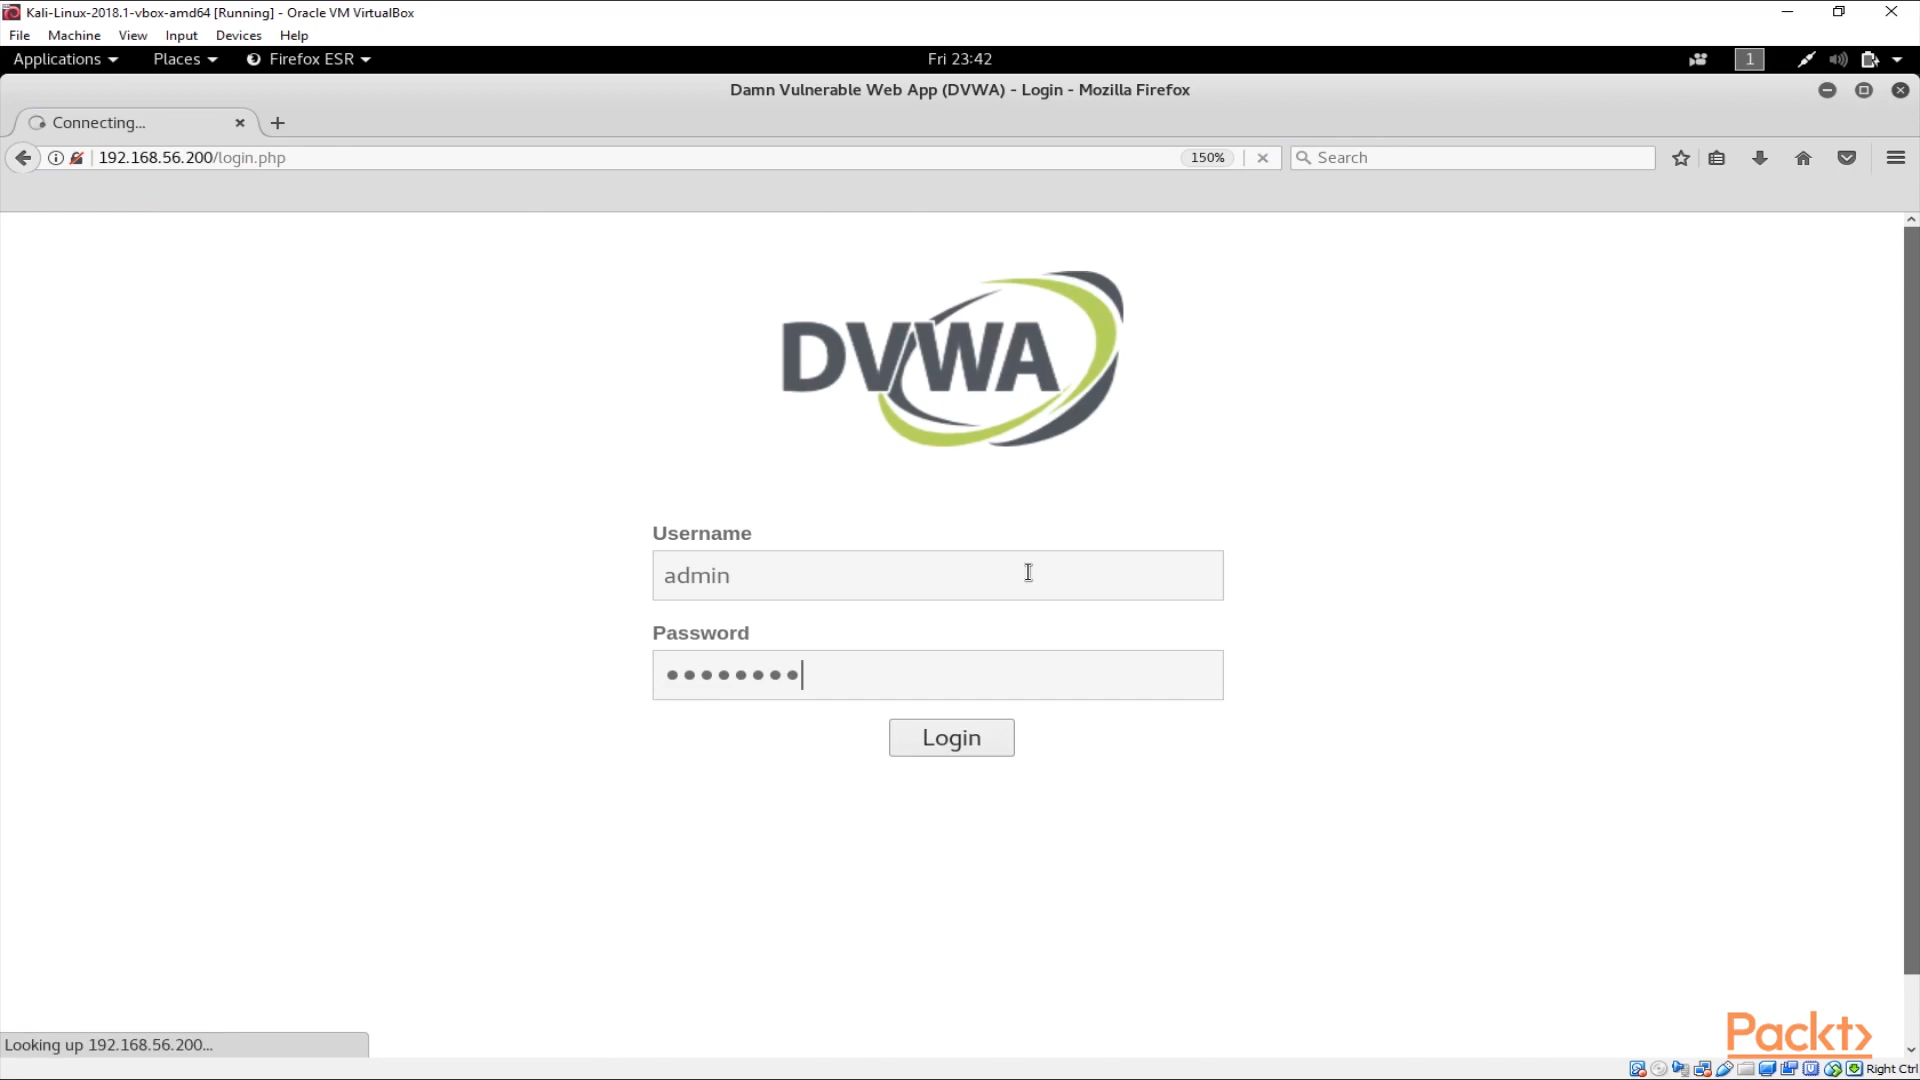 Kali-Linux-2018.1-vbox-amd64 [Running] - Oracle VM VirtualBox
File Machine View Input Devices Help
Applications Places Firefox ESR Fri 23:42 1
Damn Vulnerable Web App (DVWA) - Login - Mozilla Firefox
Connecting...
192.168.56.200/login.php 150% Search
DVWA
Username
admin
Password
Login
Packt>
Looking up 192.168.56.200...
Right Ctrl